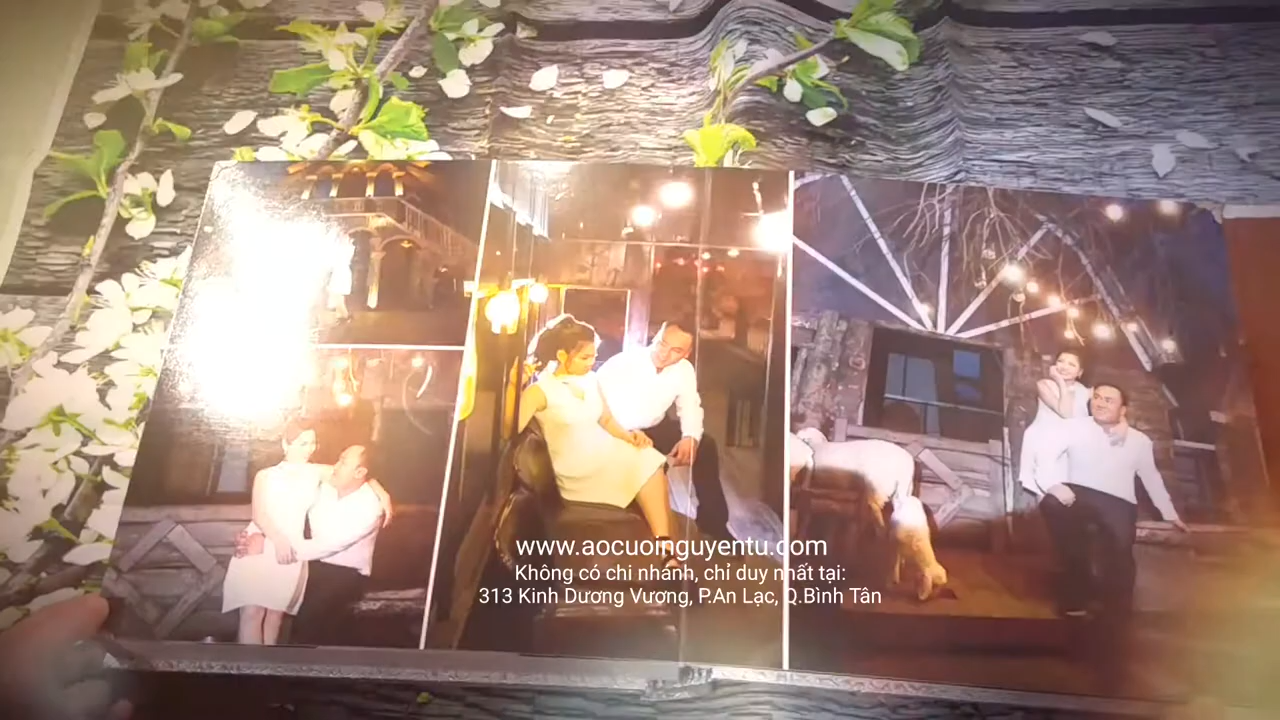 www.aocuoinguyentu.com
Không có chi nhánh, chỉ duy nhất tại:
313 Kinh Dương Vương, P.An Lạc, Q.Bình Tân